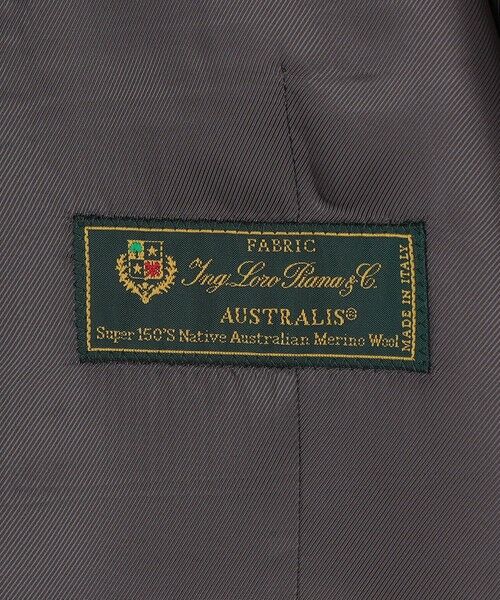 FABRIC
Ing. Loro Piana & C.
AUSTRALIS®
Super 150'S Native Australian Merino Wool
MADE IN ITALY